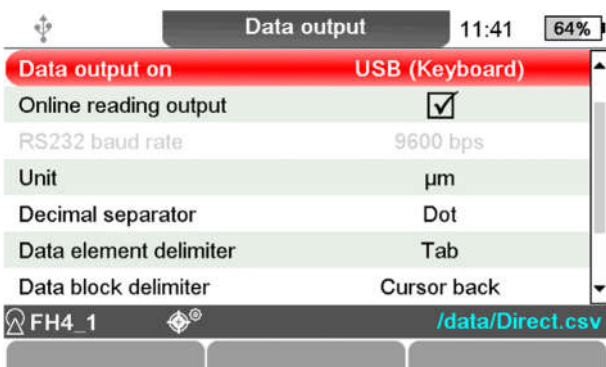 Data output 11:41 64%
Data output on USB (Keyboard)
Online reading output
RS232 baud rate 9600 bps
Unit µm
Decimal separator Dot
Data element delimiter Tab
Data block delimiter Cursor back
FH4_1 /data/Direct.csv